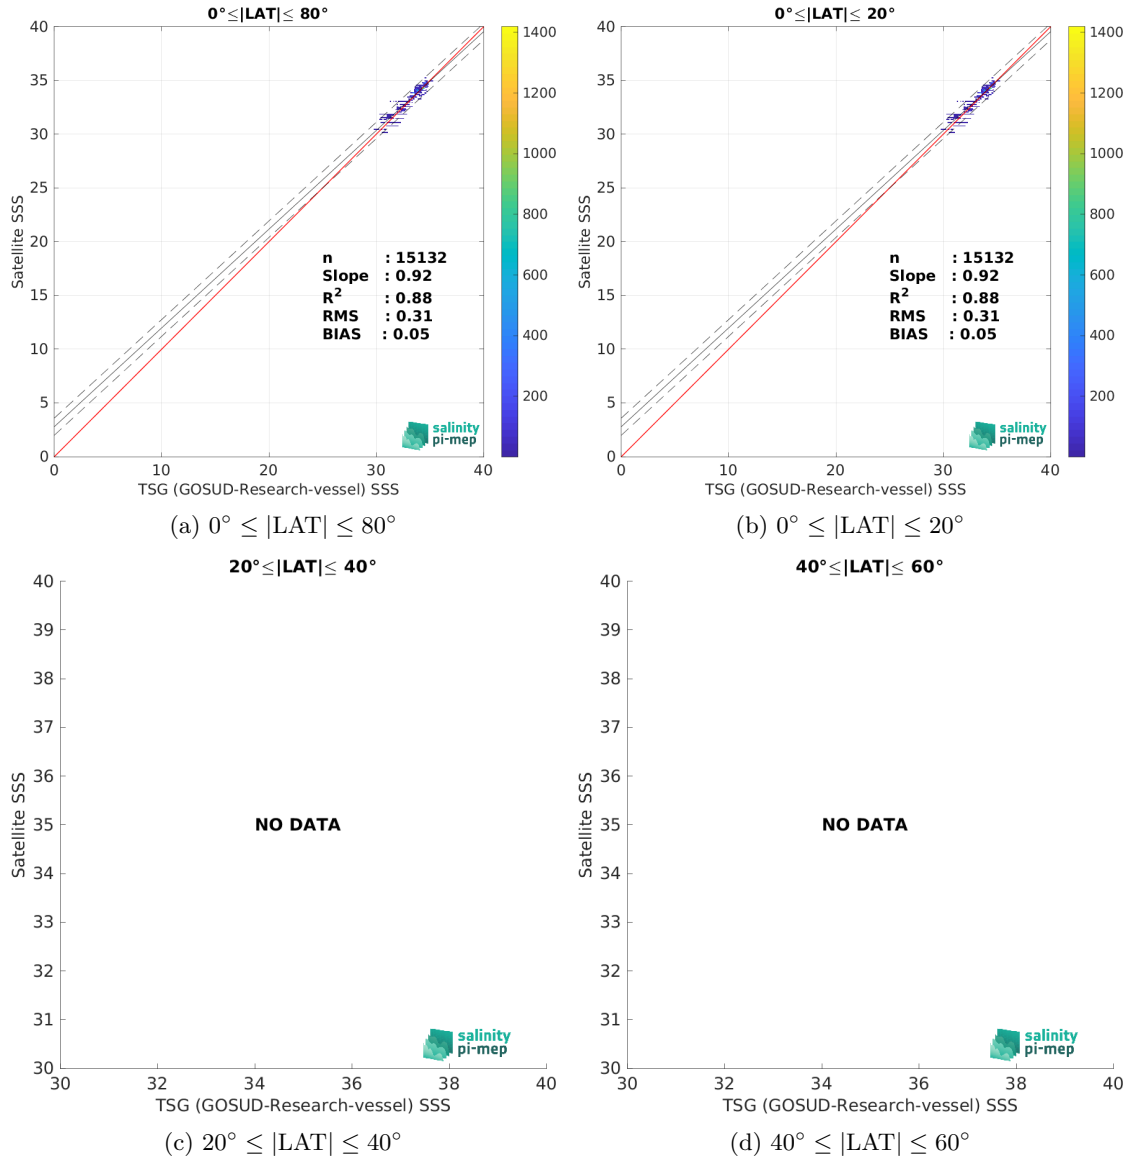 0°≤|LAT|≤ 80°
40
35
30
25
20
15
10
5
0
Satellite SSS
n : 15132
Slope : 0.92
R² : 0.88
RMS : 0.31
BIAS : 0.05
salinity
pi-mep
0 10 20 30 40
TSG (GOSUD-Research-vessel) SSS
1400
1200
1000
800
600
400
200
(a) 0° ≤ |LAT| ≤ 80°
0°≤|LAT|≤ 20°
40
35
30
25
20
15
10
5
0
Satellite SSS
n : 15132
Slope : 0.92
R² : 0.88
RMS : 0.31
BIAS : 0.05
salinity
pi-mep
0 10 20 30 40
TSG (GOSUD-Research-vessel) SSS
1400
1200
1000
800
600
400
200
(b) 0° ≤ |LAT| ≤ 20°
20°≤|LAT|≤ 40°
40
39
38
37
36
35
34
33
32
31
30
Satellite SSS
NO DATA
salinity
pi-mep
30 32 34 36 38 40
TSG (GOSUD-Research-vessel) SSS
(c) 20° ≤ |LAT| ≤ 40°
40°≤|LAT|≤ 60°
40
39
38
37
36
35
34
33
32
31
30
Satellite SSS
NO DATA
salinity
pi-mep
30 32 34 36 38 40
TSG (GOSUD-Research-vessel) SSS
(d) 40° ≤ |LAT| ≤ 60°